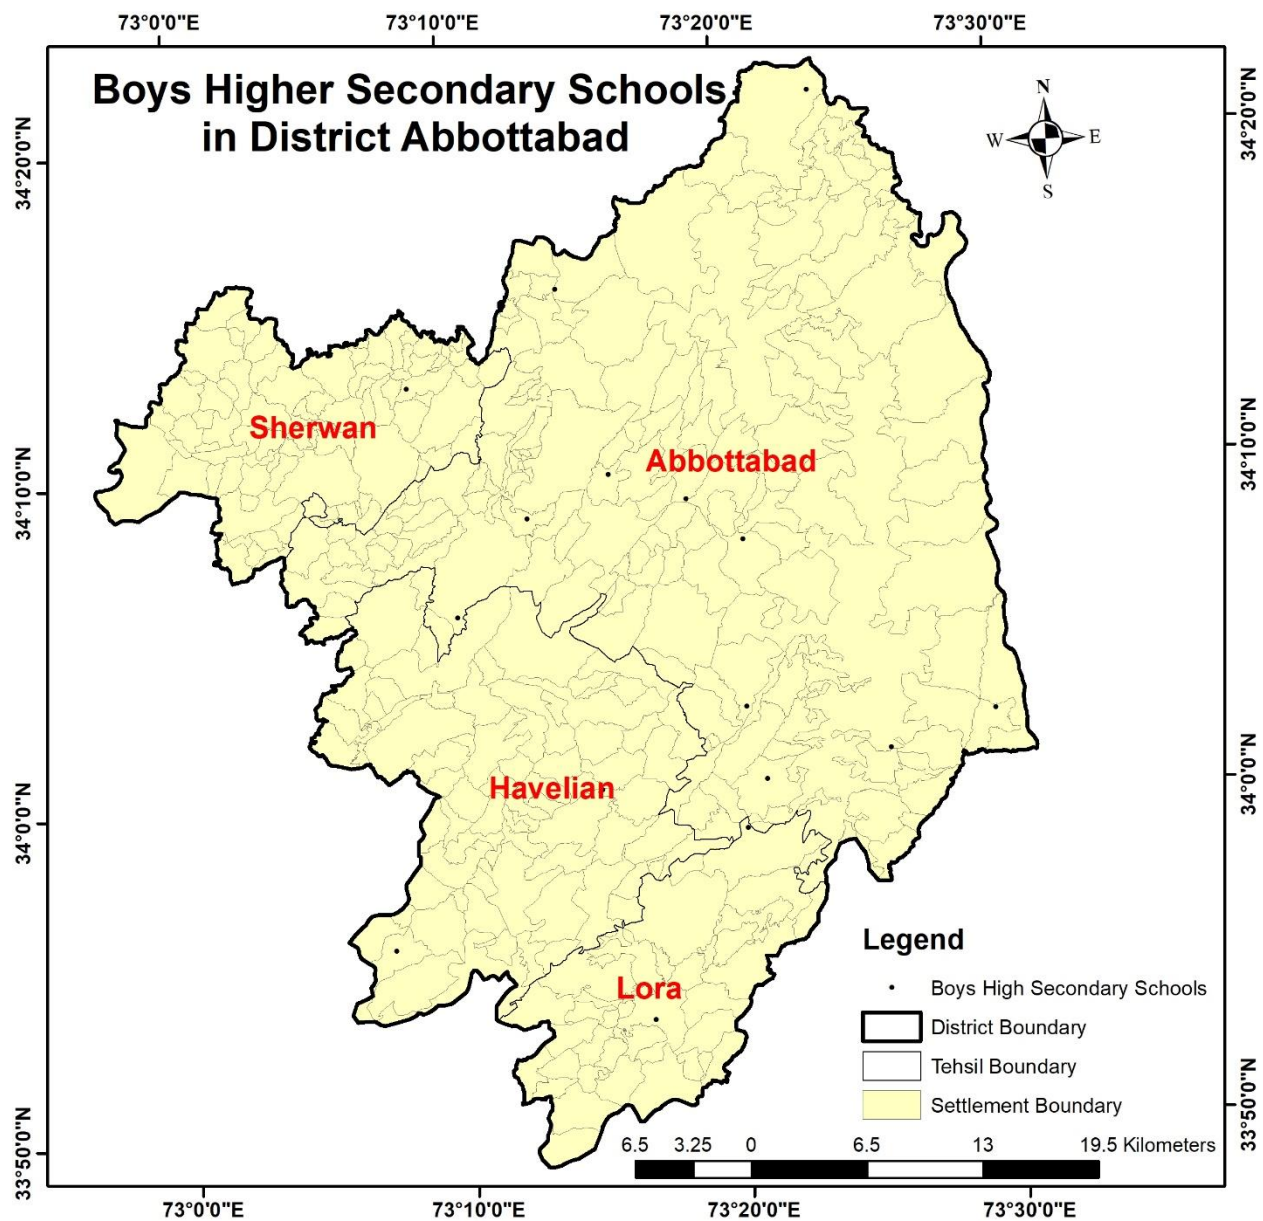 73°0'0"E
73°10'0"E
73°20'0"E
73°30'0"E
Boys Higher Secondary Schools
in District Abbottabad
N
W
E
S
34°20'0"N
34°20'0"N
Sherwan
Abbottabad
34°10'0"N
34°10'0"N
Havelian
34°0'0"N
34°0'0"N
Lora
Legend
Boys High Secondary Schools
District Boundary
Tehsil Boundary
Settlement Boundary
33°50'0"N
33°50'0"N
6.5 3.25 0 6.5 13 19.5 Kilometers
73°0'0"E
73°10'0"E
73°20'0"E
73°30'0"E